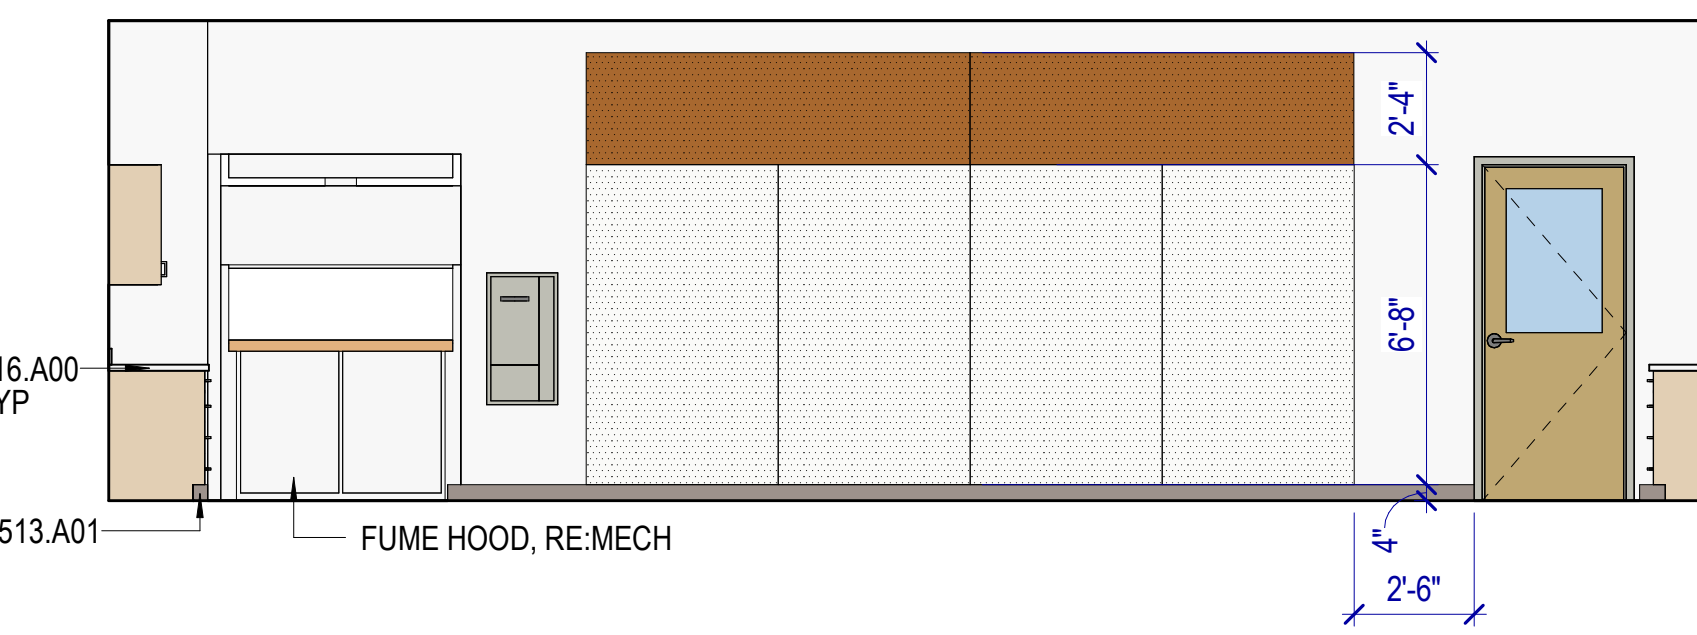 2'-4"
6'-8"
16.A00
YP
513.A01
FUME HOOD, RE:MECH
4"
2'-6"